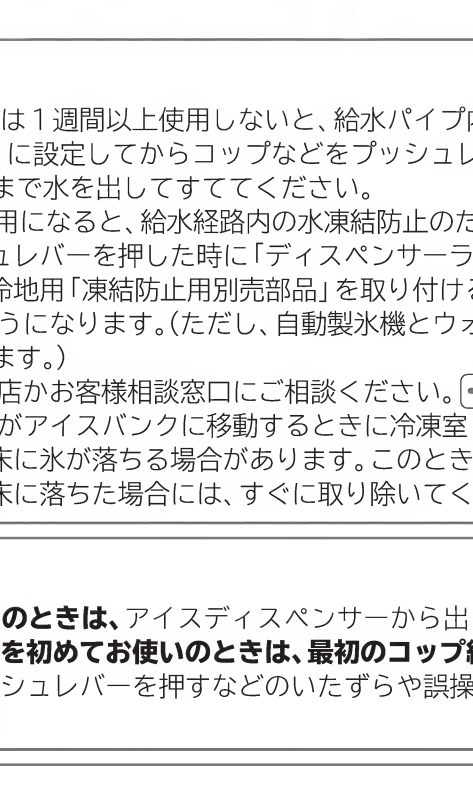 は1週間以上使用しないと、給水パイプ内
に設定してからコップなどをプッシュレ
まで水を出してすててください。
用になると、給水経路内の水凍結防止のた
ュレバーを押した時に「ディスペンサーラ
冷地用「凍結防止用別売部品」を取り付ける
うになります。(ただし、自動製氷機とウォ
ます。)
店かお客様相談窓口にご相談ください。
がアイスバンクに移動するときに冷凍室
床に氷が落ちる場合があります。このとき
床に落ちた場合には、すぐに取り除いてく
のときは、アイスディスペンサーから出
を初めてお使いのときは、最初のコップ
シュレバーを押すなどのいたずらや誤操